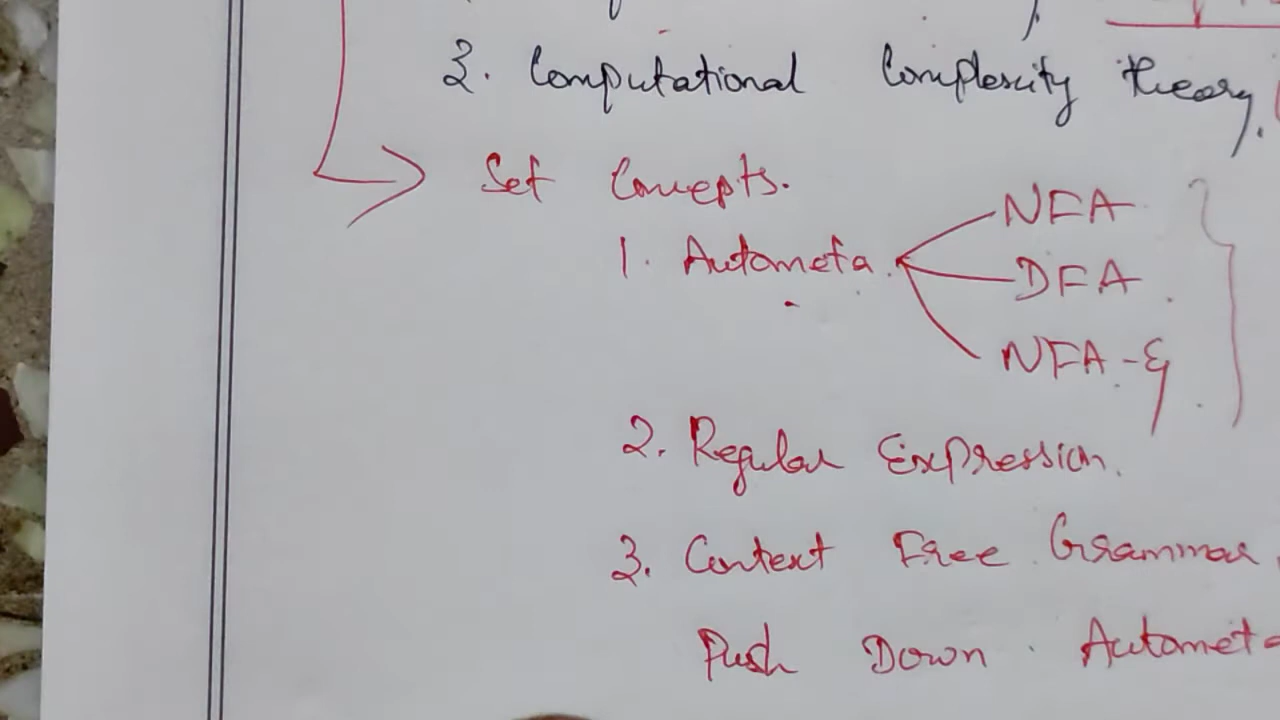 3. Computational Complexity theory.
Set Concepts.
1. Autometa.
NFA
DFA.
NFA-ε
2. Regular Expression.
3. Context Free Grammar.
Push Down Autometa